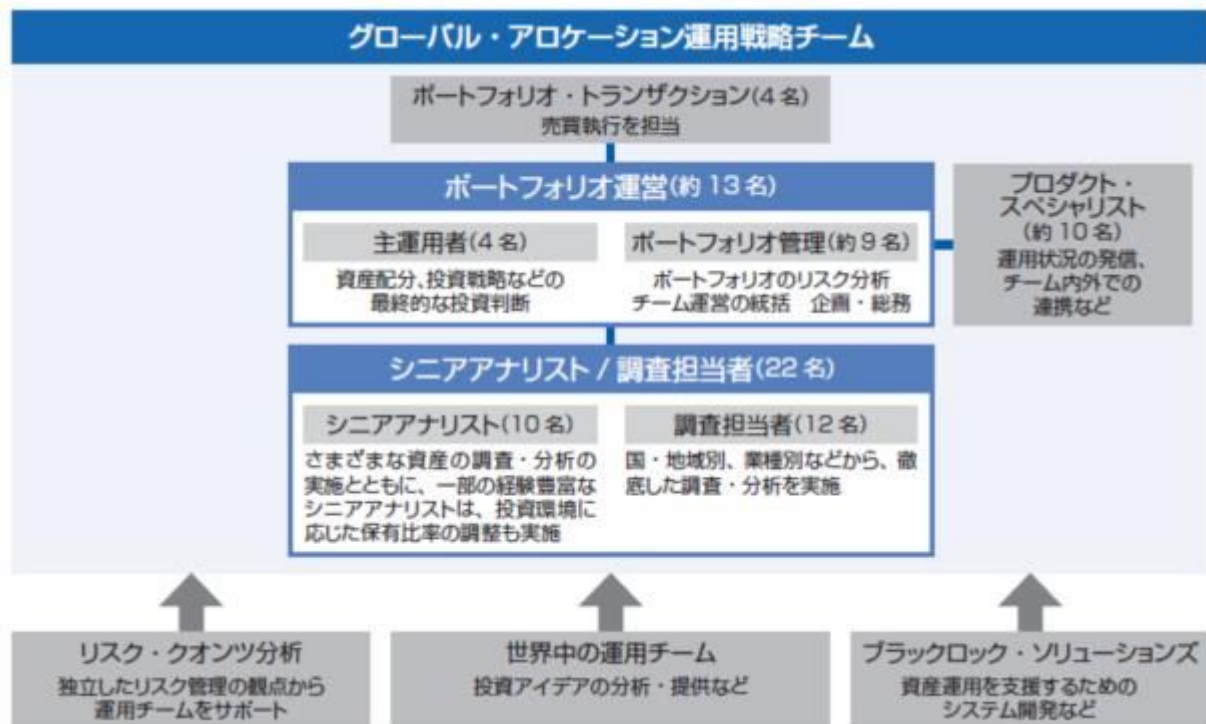 グローバル・アロケーション運用戦略チーム
ポートフォリオ・トランザクション(4名)
売買執行を担当
ポートフォリオ運営(約13名)
主運用者(4名)
資産配分、投資戦略などの
最終的な投資判断
ポートフォリオ管理(約9名)
ポートフォリオのリスク分析
チーム運営の統括　企画・総務
プロダクト・
スペシャリスト
(約10名)
運用状況の発信、
チーム内外での
連携など
シニアアナリスト/調査担当者(22名)
シニアアナリスト(10名)
さまざまな資産の調査・分析の
実施とともに、一部の経験豊富な
シニアアナリストは、投資環境に
応じた保有比率の調整も実施
調査担当者(12名)
国・地域別、業種別などから、徹
底した調査・分析を実施
リスク・クオンツ分析
独立したリスク管理の観点から
運用チームをサポート
世界中の運用チーム
投資アイデアの分析・提供など
ブラックロック・ソリューションズ
資産運用を支援するための
システム開発など